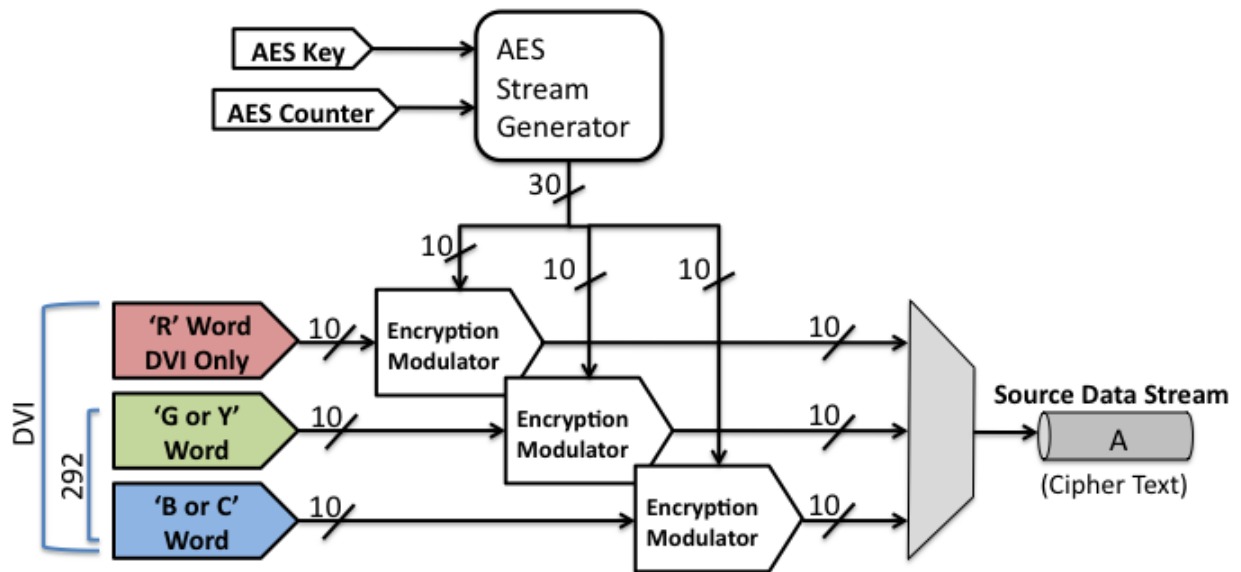 AES Key
AES Counter
AES
Stream
Generator
30
10
10
10
DVI
292
‘R’ Word
DVI Only
10
Encryption
Modulator
10
‘G or Y’
Word
10
Encryption
Modulator
10
‘B or C’
Word
10
Encryption
Modulator
10
Source Data Stream
A
(Cipher Text)